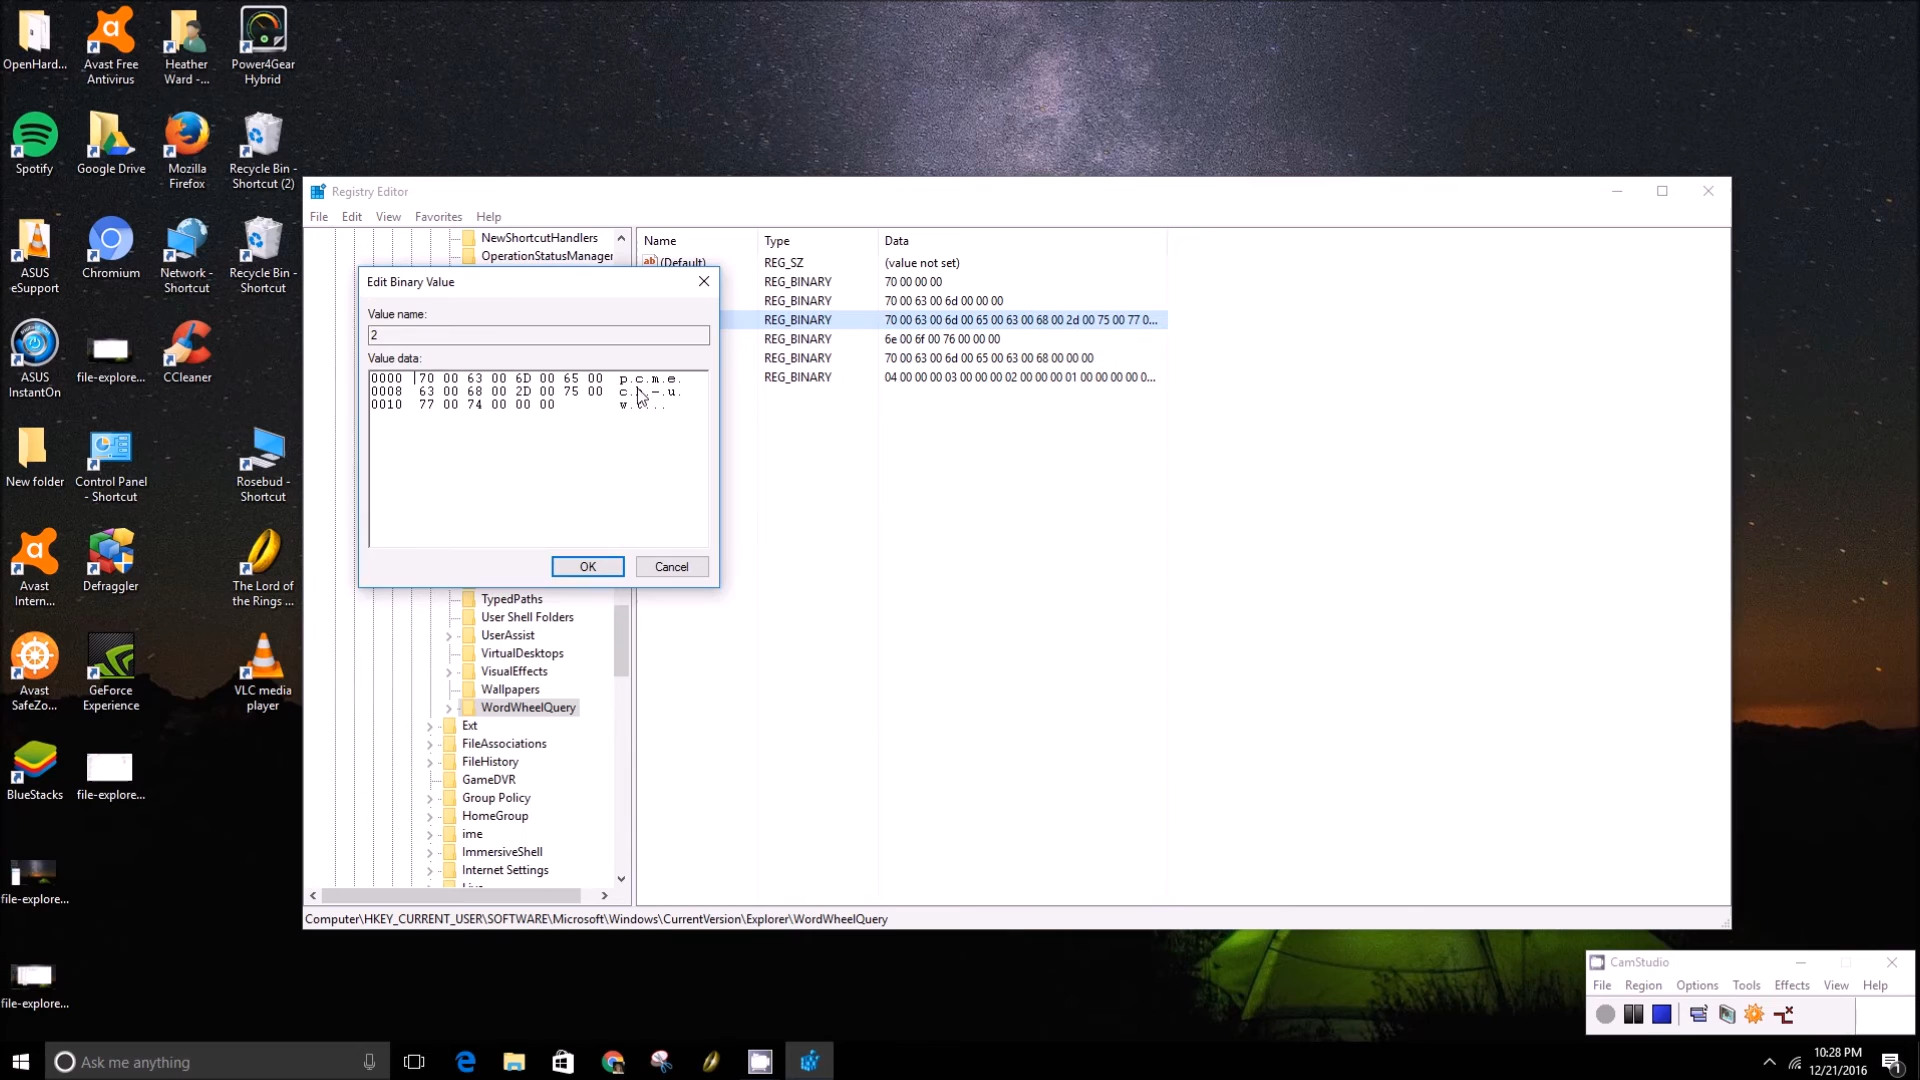 OpenHard...
Avast Free
Antivirus
Heather
Ward -...
Power4Gear
Hybrid
Spotify
Google Drive
Mozilla
Firefox
Recycle Bin -
Shortcut (2)
ASUS
eSupport
Chromium
Network -
Shortcut
Recycle Bin -
Shortcut
ASUS
InstantOn
file-explore...
CCleaner
New folder
Control Panel
- Shortcut
Rosebud -
Shortcut
Avast
Intern...
Defraggler
The Lord of
the Rings ...
Avast
SafeZo...
GeForce
Experience
VLC media
player
BlueStacks
file-explore...
file-explore...
file-explore...
Registry Editor
File Edit View Favorites Help
NewShortcutHandlers
OperationStatusManager
Edit Binary Value
Value name:
2
Value data:
0000 70 00 63 00 6D 00 65 00 p.c.m.e.
0008 63 00 68 00 2D 00 75 00 c. -.u.
0010 77 00 74 00 00 00 w. ...
OK Cancel
TypedPaths
User Shell Folders
UserAssist
VirtualDesktops
VisualEffects
Wallpapers
WordWheelQuery
Ext
FileAssociations
FileHistory
GameDVR
Group Policy
HomeGroup
ime
ImmersiveShell
Internet Settings
Name Type Data
(Default) REG_SZ (value not set)
REG_BINARY 70 00 00 00
REG_BINARY 70 00 63 00 6d 00 00 00
REG_BINARY 70 00 63 00 6d 00 65 00 63 00 68 00 2d 00 75 00 77 0...
REG_BINARY 6e 00 6f 00 76 00 00 00
REG_BINARY 70 00 63 00 6d 00 65 00 63 00 68 00 00 00
REG_BINARY 04 00 00 00 03 00 00 00 02 00 00 00 01 00 00 00 00 0...
Computer\HKEY_CURRENT_USER\SOFTWARE\Microsoft\Windows\CurrentVersion\Explorer\WordWheelQuery
CamStudio
File Region Options Tools Effects View Help
Ask me anything
10:28 PM
12/21/2016
1